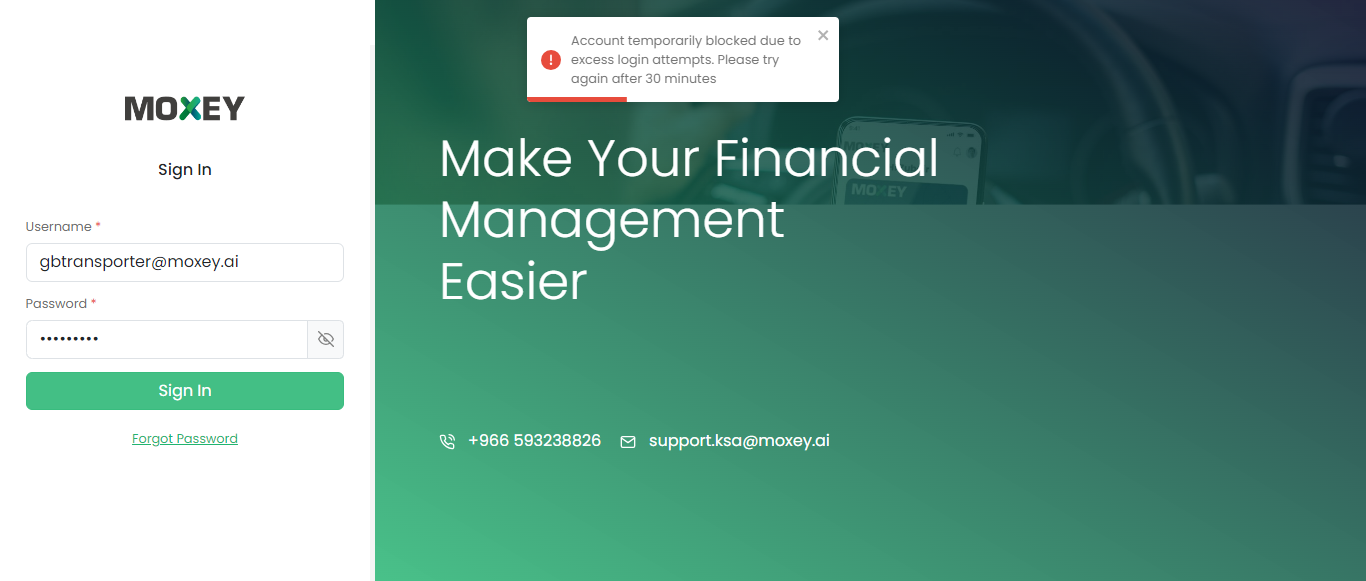 MOXEY
Sign In
Username *
gbtransporter@moxey.ai
Password *
•••••••••
Sign In
Forgot Password
Account temporarily blocked due to
excess login attempts. Please try
again after 30 minutes
MOXEY
MOXEY
Make Your Financial
Management
Easier
+966 593238826 support.ksa@moxey.ai